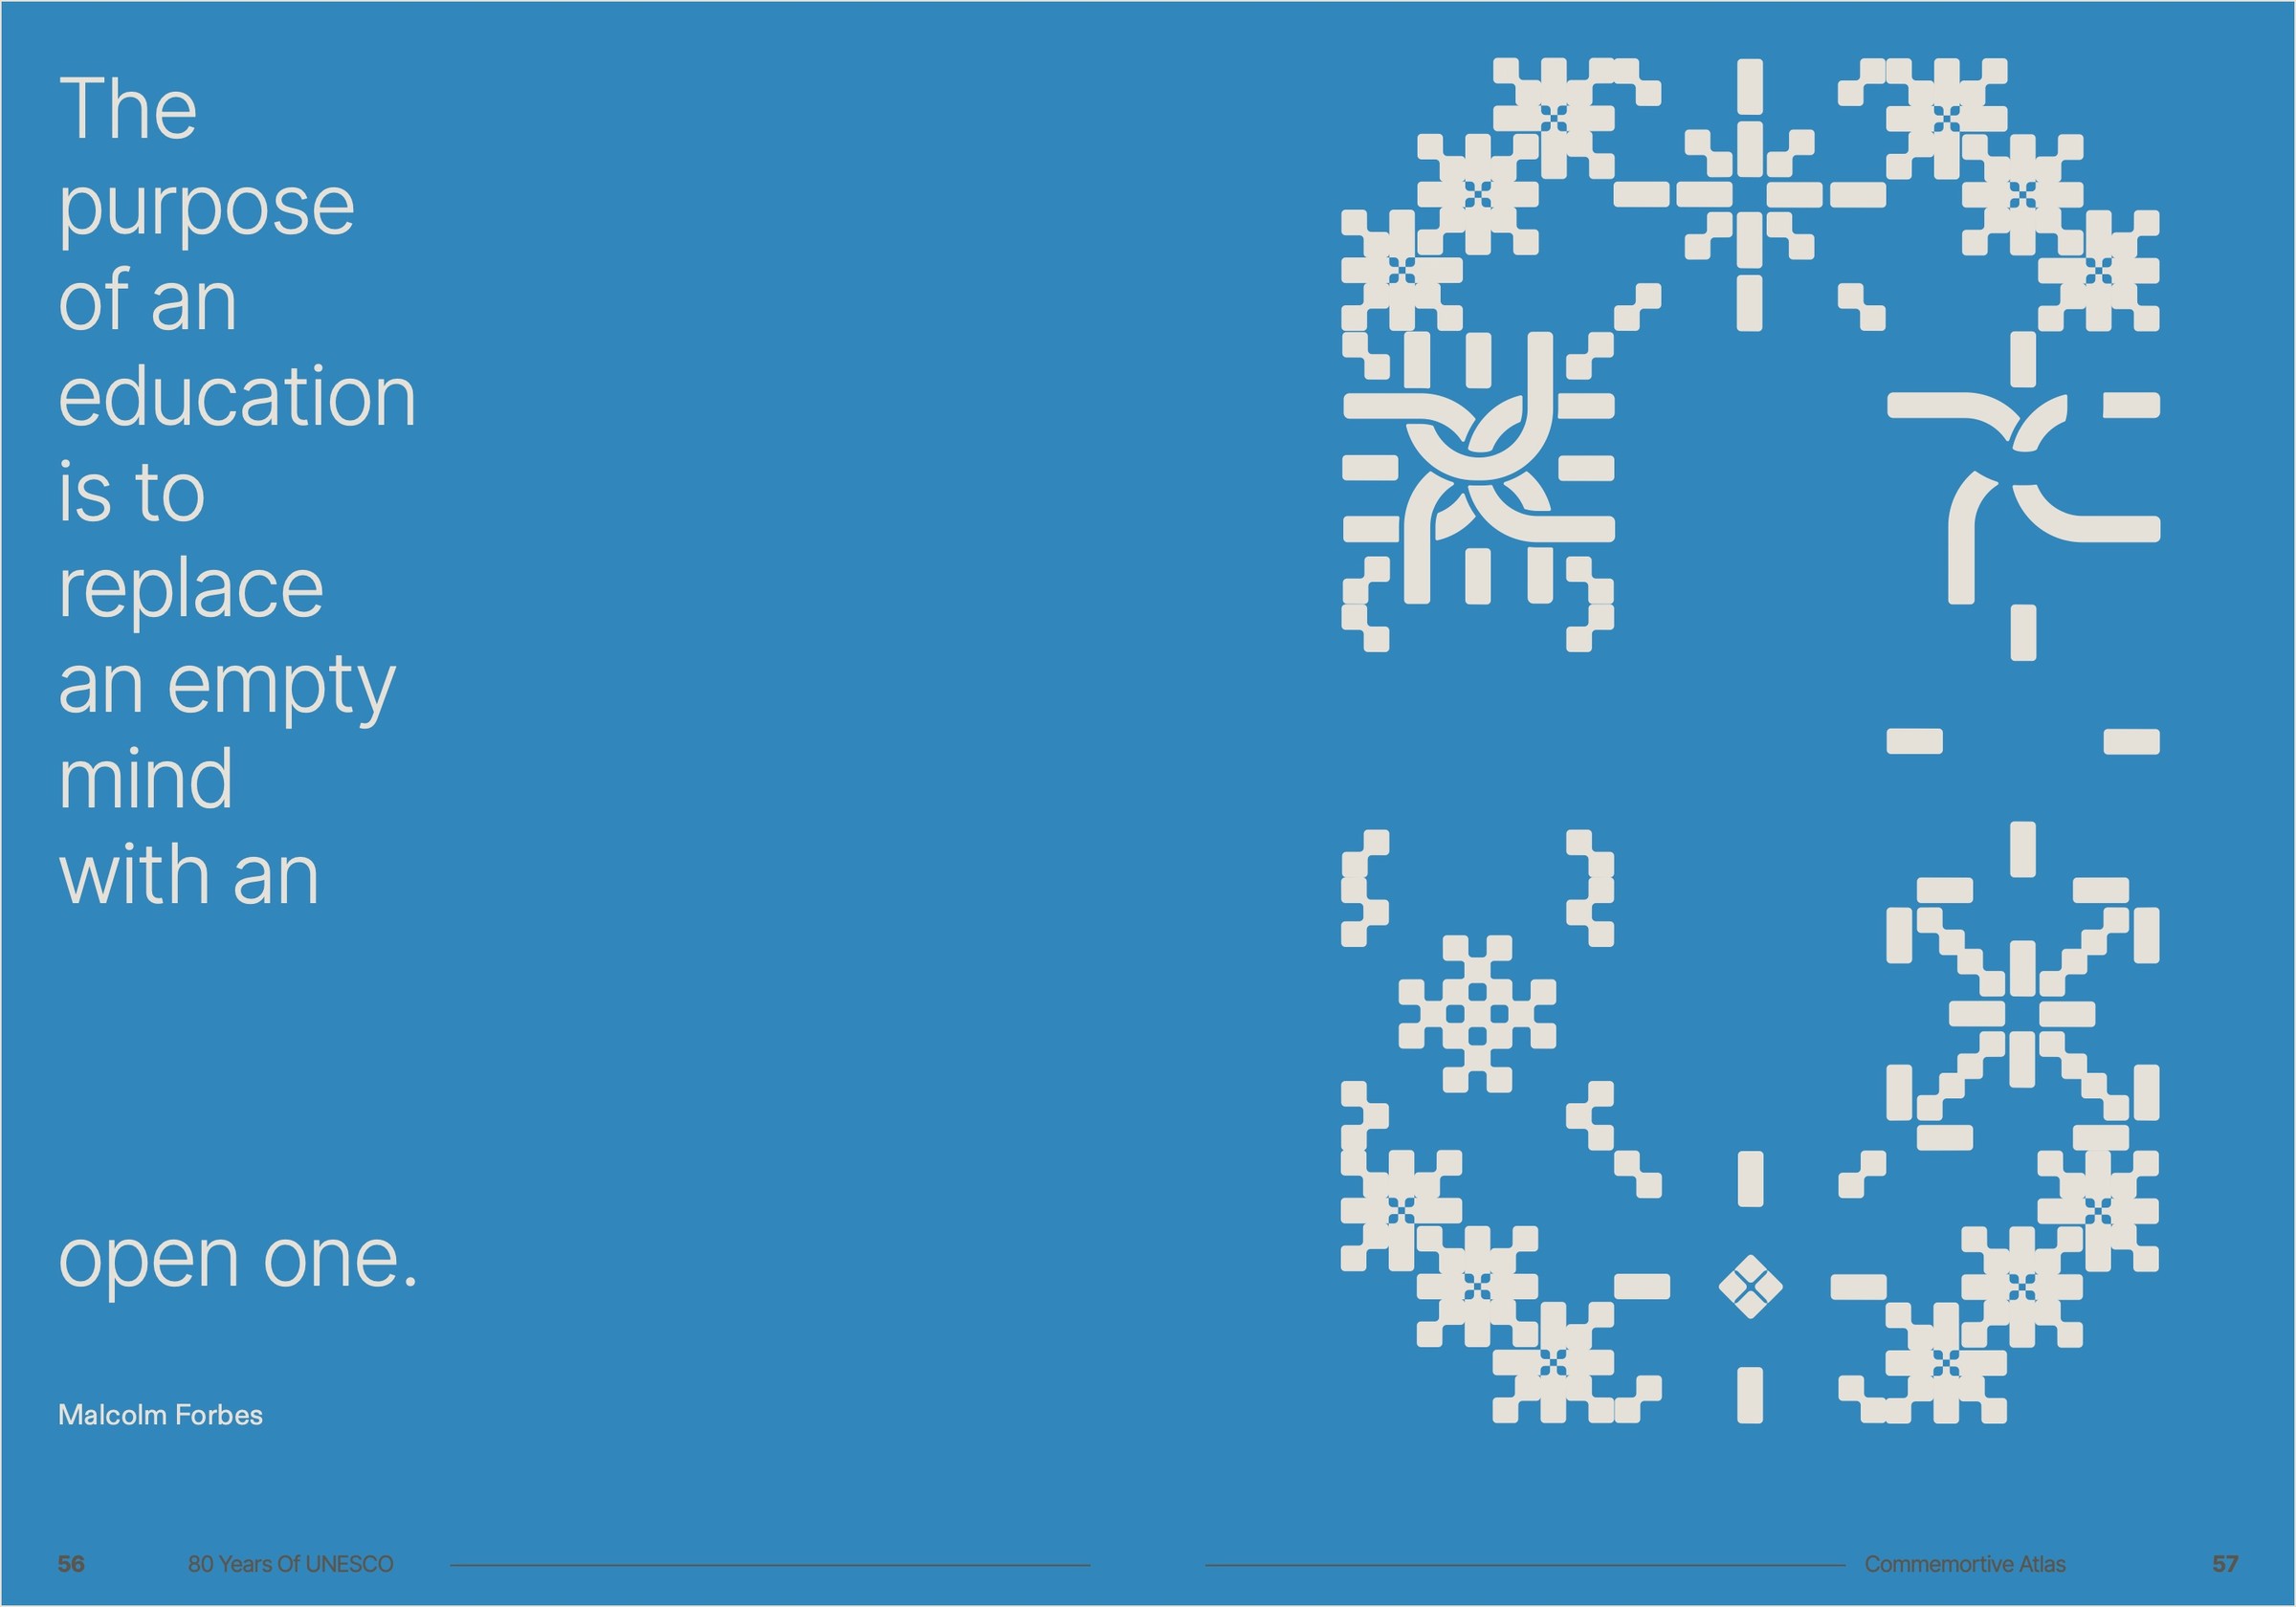 The
purpose
of an
education
is to
replace
an empty
mind
with an
open one.
Malcolm Forbes
56
80 Years Of UNESCO
Commemortive Atlas
57